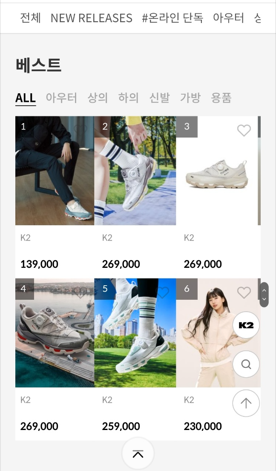 전체 NEW RELEASES #온라인 단독 아우터
베스트
ALL 아우터 상의 하의 신발 가방 용품
1 2 3
K2 K2 K2
139,000 269,000 269,000
4 5 6
K2
K2 K2 K2
269,000 259,000 230,000